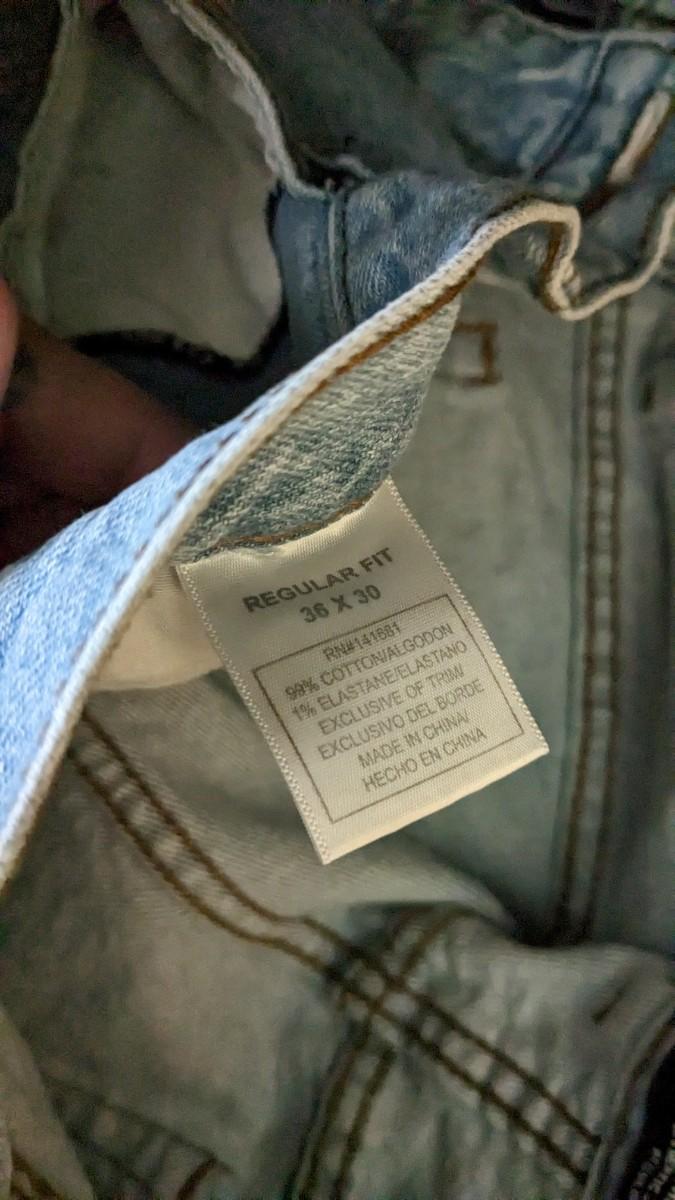 REGULAR FIT
36 X 30
RN#141681
99% COTTON/ALGODON
1% ELASTANE/ELASTANO
EXCLUSIVE OF TRIM/
EXCLUSIVO DEL BORDE
MADE IN CHINA/
HECHO EN CHINA